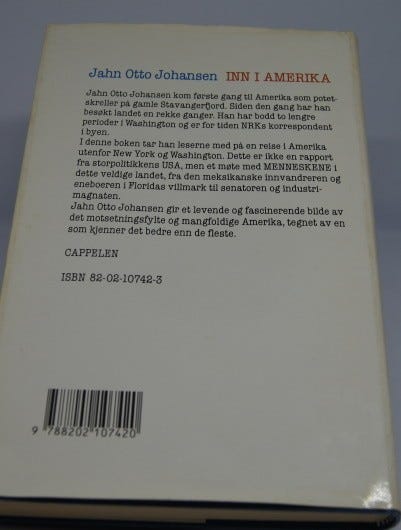 Jahn Otto Johansen INN I AMERIKA
Jahn Otto Johansen kom første gang til Amerika som potet-
skreller på gamle Stavangerfjord. Siden den gang har han
besøkt landet en rekke ganger. Han har bodd to lengre
perioder i Washington og er for tiden NRKs korrespondent
i byen.
I denne boken tar han leserne med på en reise i Amerika
utenfor New York og Washington. Dette er ikke en rapport
fra storpolitikkens USA, men et møte med MENNESKENE i
dette veldige landet, fra den meksikanske innvandreren og
eneboeren i Floridas villmark til senatoren og industri-
magnaten.
Jahn Otto Johansen gir et levende og fascinerende bilde av
det motsetningsfylte og mangfoldige Amerika, tegnet av en
som kjenner det bedre enn de fleste.
CAPPELEN
ISBN 82-02-10742-3
9 788202 107420